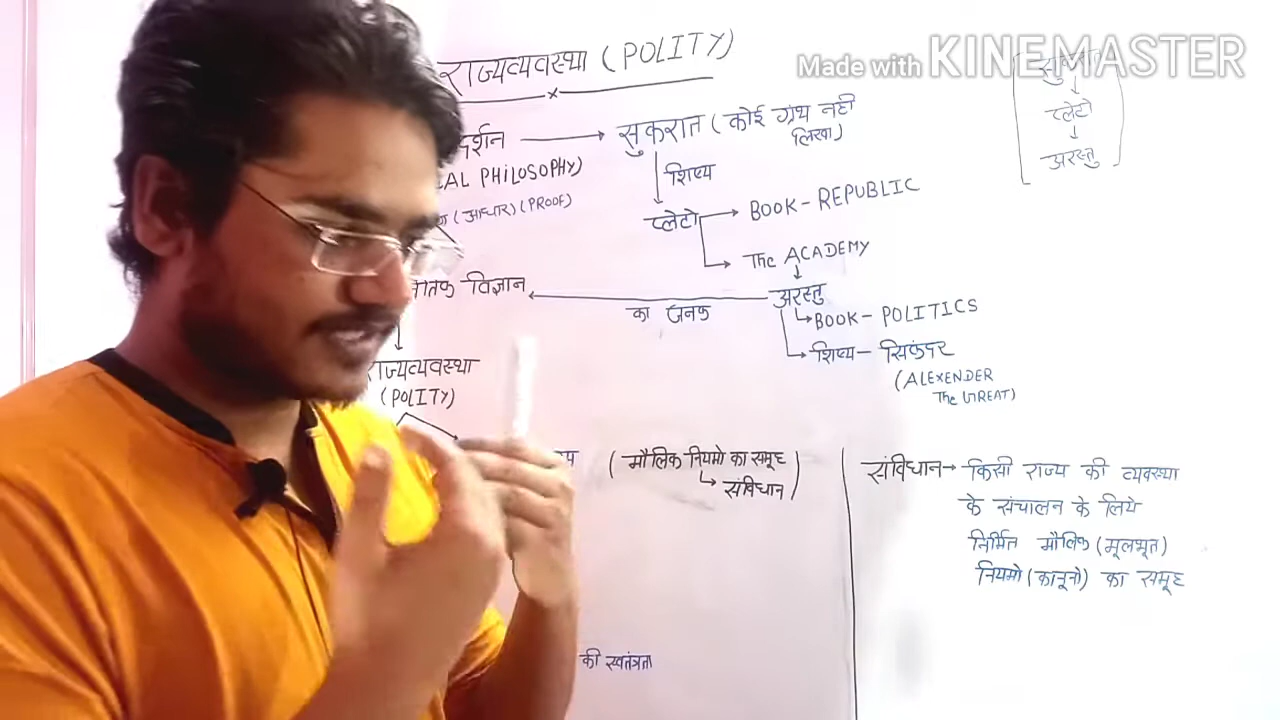 राज्यव्यवस्था (POLITY)
Made with KINEMASTER
प्लेटो
अरस्तु
दर्शन
सुकरात (कोई ग्रंथ नही
लिखा)
CAL PHILOSOPHY)
(आधार) (PROOF)
शिष्य
प्लेटो
BOOK - REPUBLIC
The ACADEMY
विज्ञान
का जनक
अरस्तु
BOOK - POLITICS
शिष्य - सिकंदर
(ALEXENDER
The GREAT)
राज्यव्यवस्था
(POLITY)
(मौलिक नियमो का समूह
संविधान)
संविधान → किसी राज्य की व्यवस्था
के संचालन के लिये
निर्मित मौलिक (मूलभूत)
नियमो (कानूनो) का समूह
की स्वतंत्रता